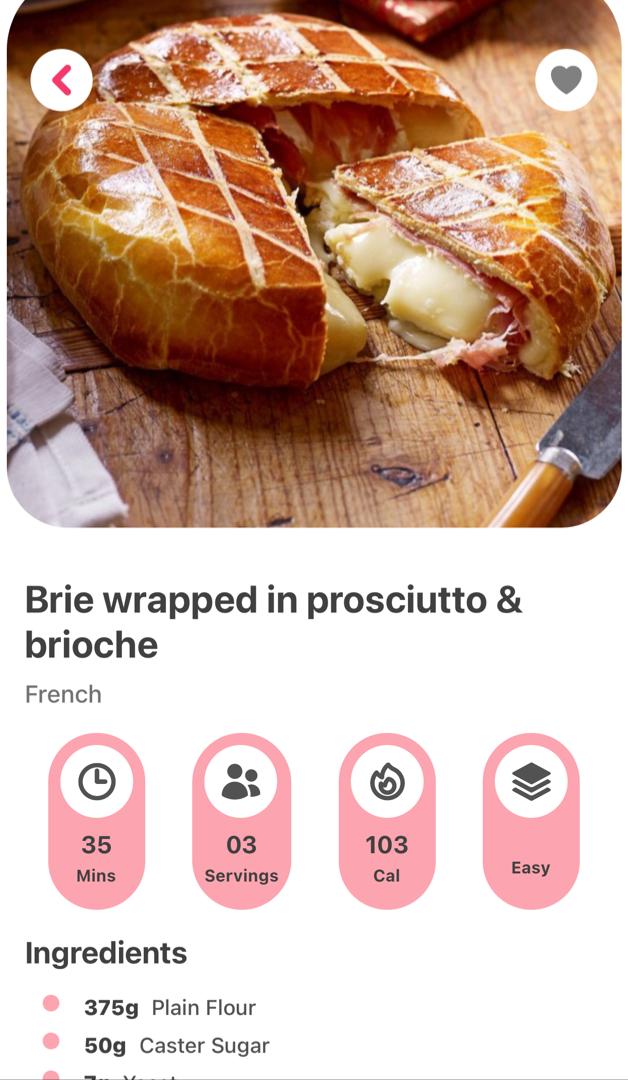 Brie wrapped in prosciutto &
brioche
French
35
Mins
03
Servings
103
Cal
Easy
Ingredients
375g Plain Flour
50g Caster Sugar